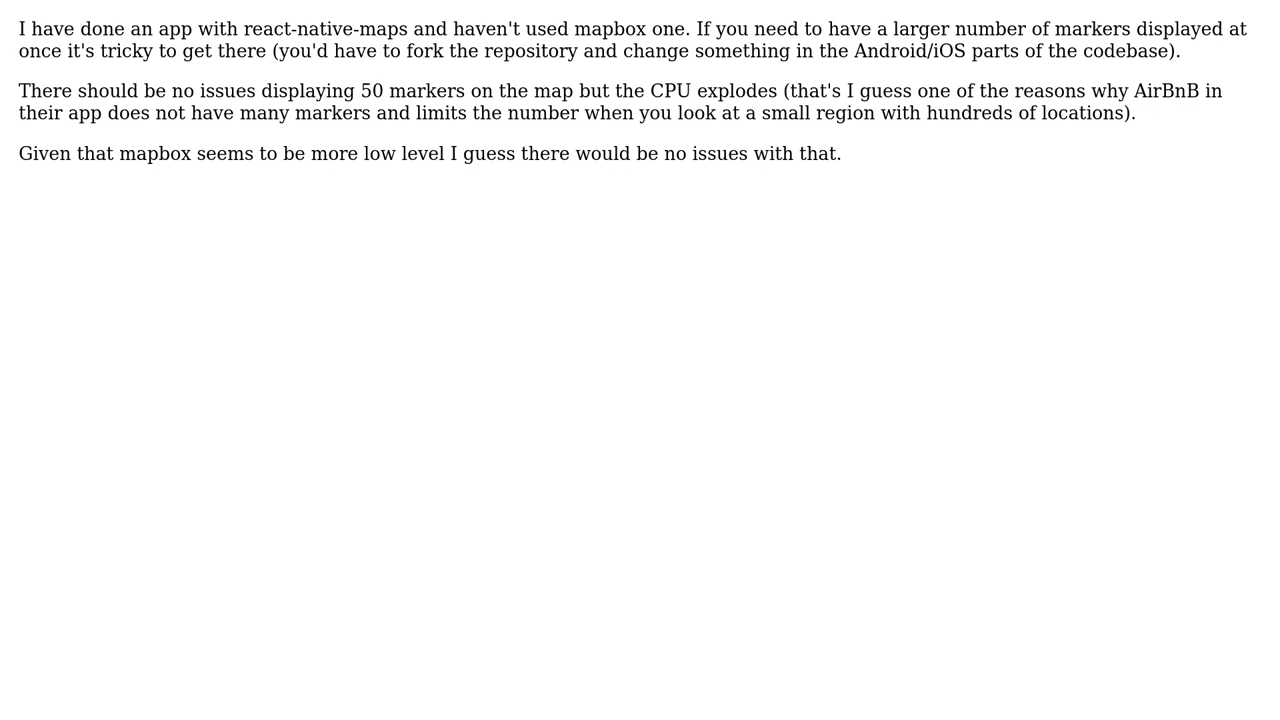 I have done an app with react-native-maps and haven't used mapbox one. If you need to have a larger number of markers displayed at
once it's tricky to get there (you'd have to fork the repository and change something in the Android/iOS parts of the codebase).
There should be no issues displaying 50 markers on the map but the CPU explodes (that's I guess one of the reasons why AirBnB in
their app does not have many markers and limits the number when you look at a small region with hundreds of locations).
Given that mapbox seems to be more low level I guess there would be no issues with that.